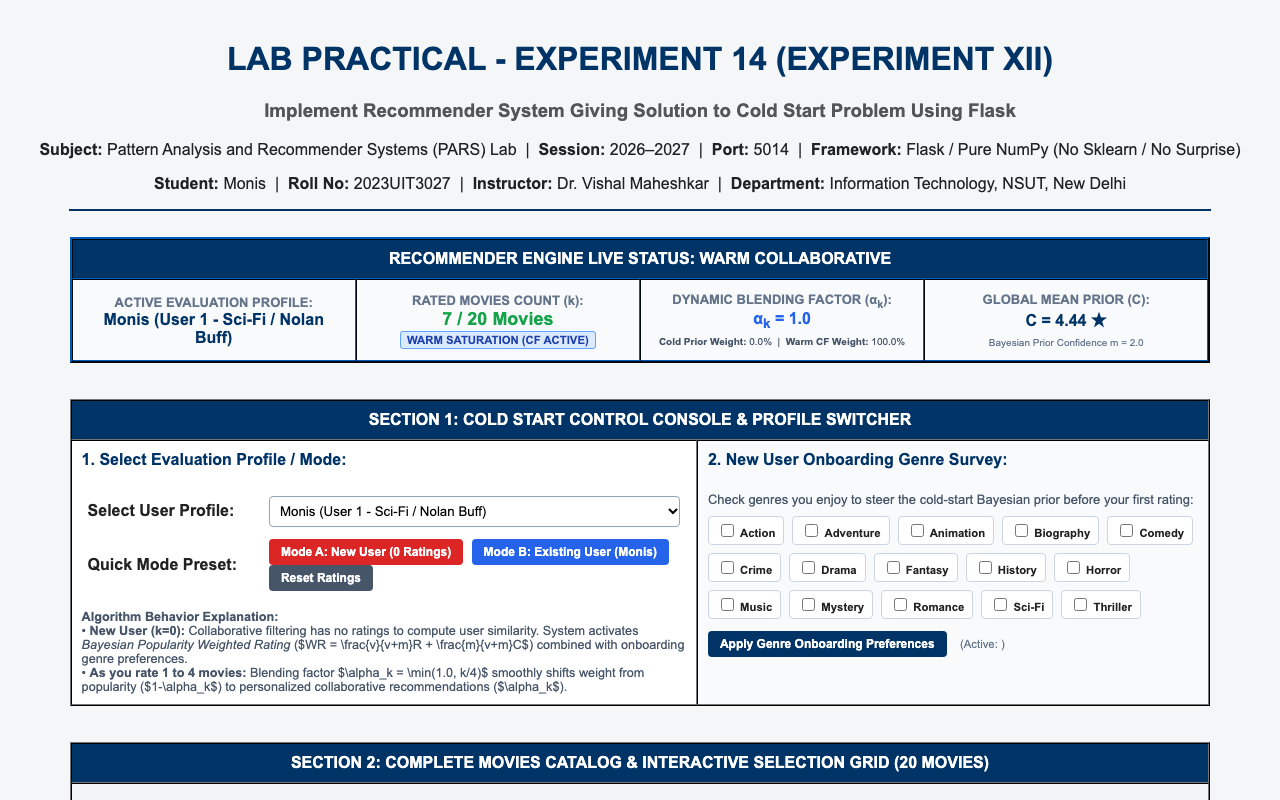 LAB PRACTICAL - EXPERIMENT 14 (EXPERIMENT XII)
Implement Recommender System Giving Solution to Cold Start Problem Using Flask
Subject: Pattern Analysis and Recommender Systems (PARS) Lab | Session: 2026–2027 | Port: 5014 | Framework: Flask / Pure NumPy (No Sklearn / No Surprise)
Student: Monis | Roll No: 2023UIT3027 | Instructor: Dr. Vishal Maheshkar | Department: Information Technology, NSUT, New Delhi
RECOMMENDER ENGINE LIVE STATUS: WARM COLLABORATIVE
ACTIVE EVALUATION PROFILE:
Monis (User 1 - Sci-Fi / Nolan
Buff)
RATED MOVIES COUNT (k):
7 / 20 Movies
WARM SATURATION (CF ACTIVE)
DYNAMIC BLENDING FACTOR (αk):
αk = 1.0
Cold Prior Weight: 0.0% | Warm CF Weight: 100.0%
GLOBAL MEAN PRIOR (C):
C = 4.44 ★
Bayesian Prior Confidence m = 2.0
SECTION 1: COLD START CONTROL CONSOLE & PROFILE SWITCHER
1. Select Evaluation Profile / Mode:
Select User Profile: Monis (User 1 - Sci-Fi / Nolan Buff)
Quick Mode Preset: Mode A: New User (0 Ratings) Mode B: Existing User (Monis)
Reset Ratings
Algorithm Behavior Explanation:
• New User (k=0): Collaborative filtering has no ratings to compute user similarity. System activates
Bayesian Popularity Weighted Rating ($WR = \frac{v}{v+m}R + \frac{m}{v+m}C$) combined with onboarding
genre preferences.
• As you rate 1 to 4 movies: Blending factor $\alpha_k = \min(1.0, k/4)$ smoothly shifts weight from
popularity ($1-\alpha_k$) to personalized collaborative recommendations ($\alpha_k$).
2. New User Onboarding Genre Survey:
Check genres you enjoy to steer the cold-start Bayesian prior before your first rating:
Action Adventure Animation Biography Comedy
Crime Drama Fantasy History Horror
Music Mystery Romance Sci-Fi Thriller
Apply Genre Onboarding Preferences (Active: )
SECTION 2: COMPLETE MOVIES CATALOG & INTERACTIVE SELECTION GRID (20 MOVIES)